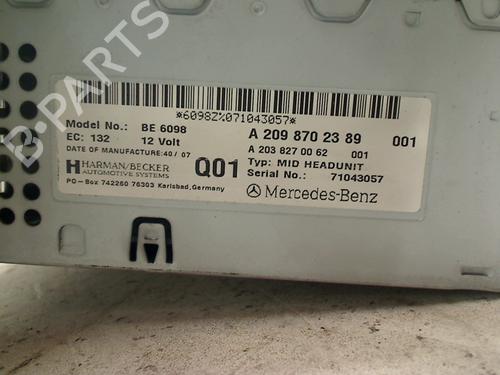 B-PARTS
*6098Z%071043057*
Model No.: BE 6098
EC: 132 12 Volt
DATE OF MANUFACTURE: 40/07
HARMAN/BECKER
AUTOMOTIVE SYSTEMS
PO-Box 742260 76303 Karlsbad,Germany
Q01
A 209 870 23 89 001
A 203 827 00 62 001
Typ: MID HEADUNIT
Serial No.: 71043057
Mercedes-Benz